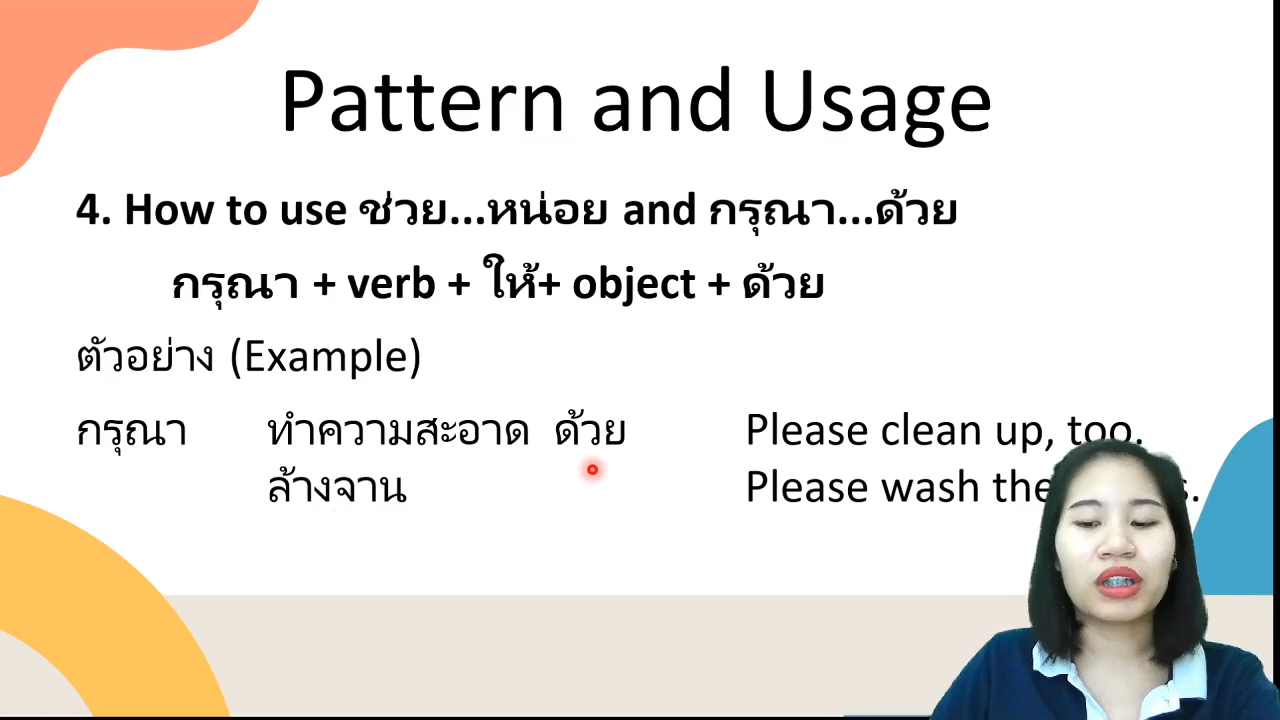 Pattern and Usage
4. How to use ช่วย...หน่อย and กรุณา...ด้วย
กรุณา + verb + ให้+ object + ด้วย
ตัวอย่าง (Example)
กรุณา ทำความสะอาด ด้วย Please clean up, too.
ล้างจาน Please wash the